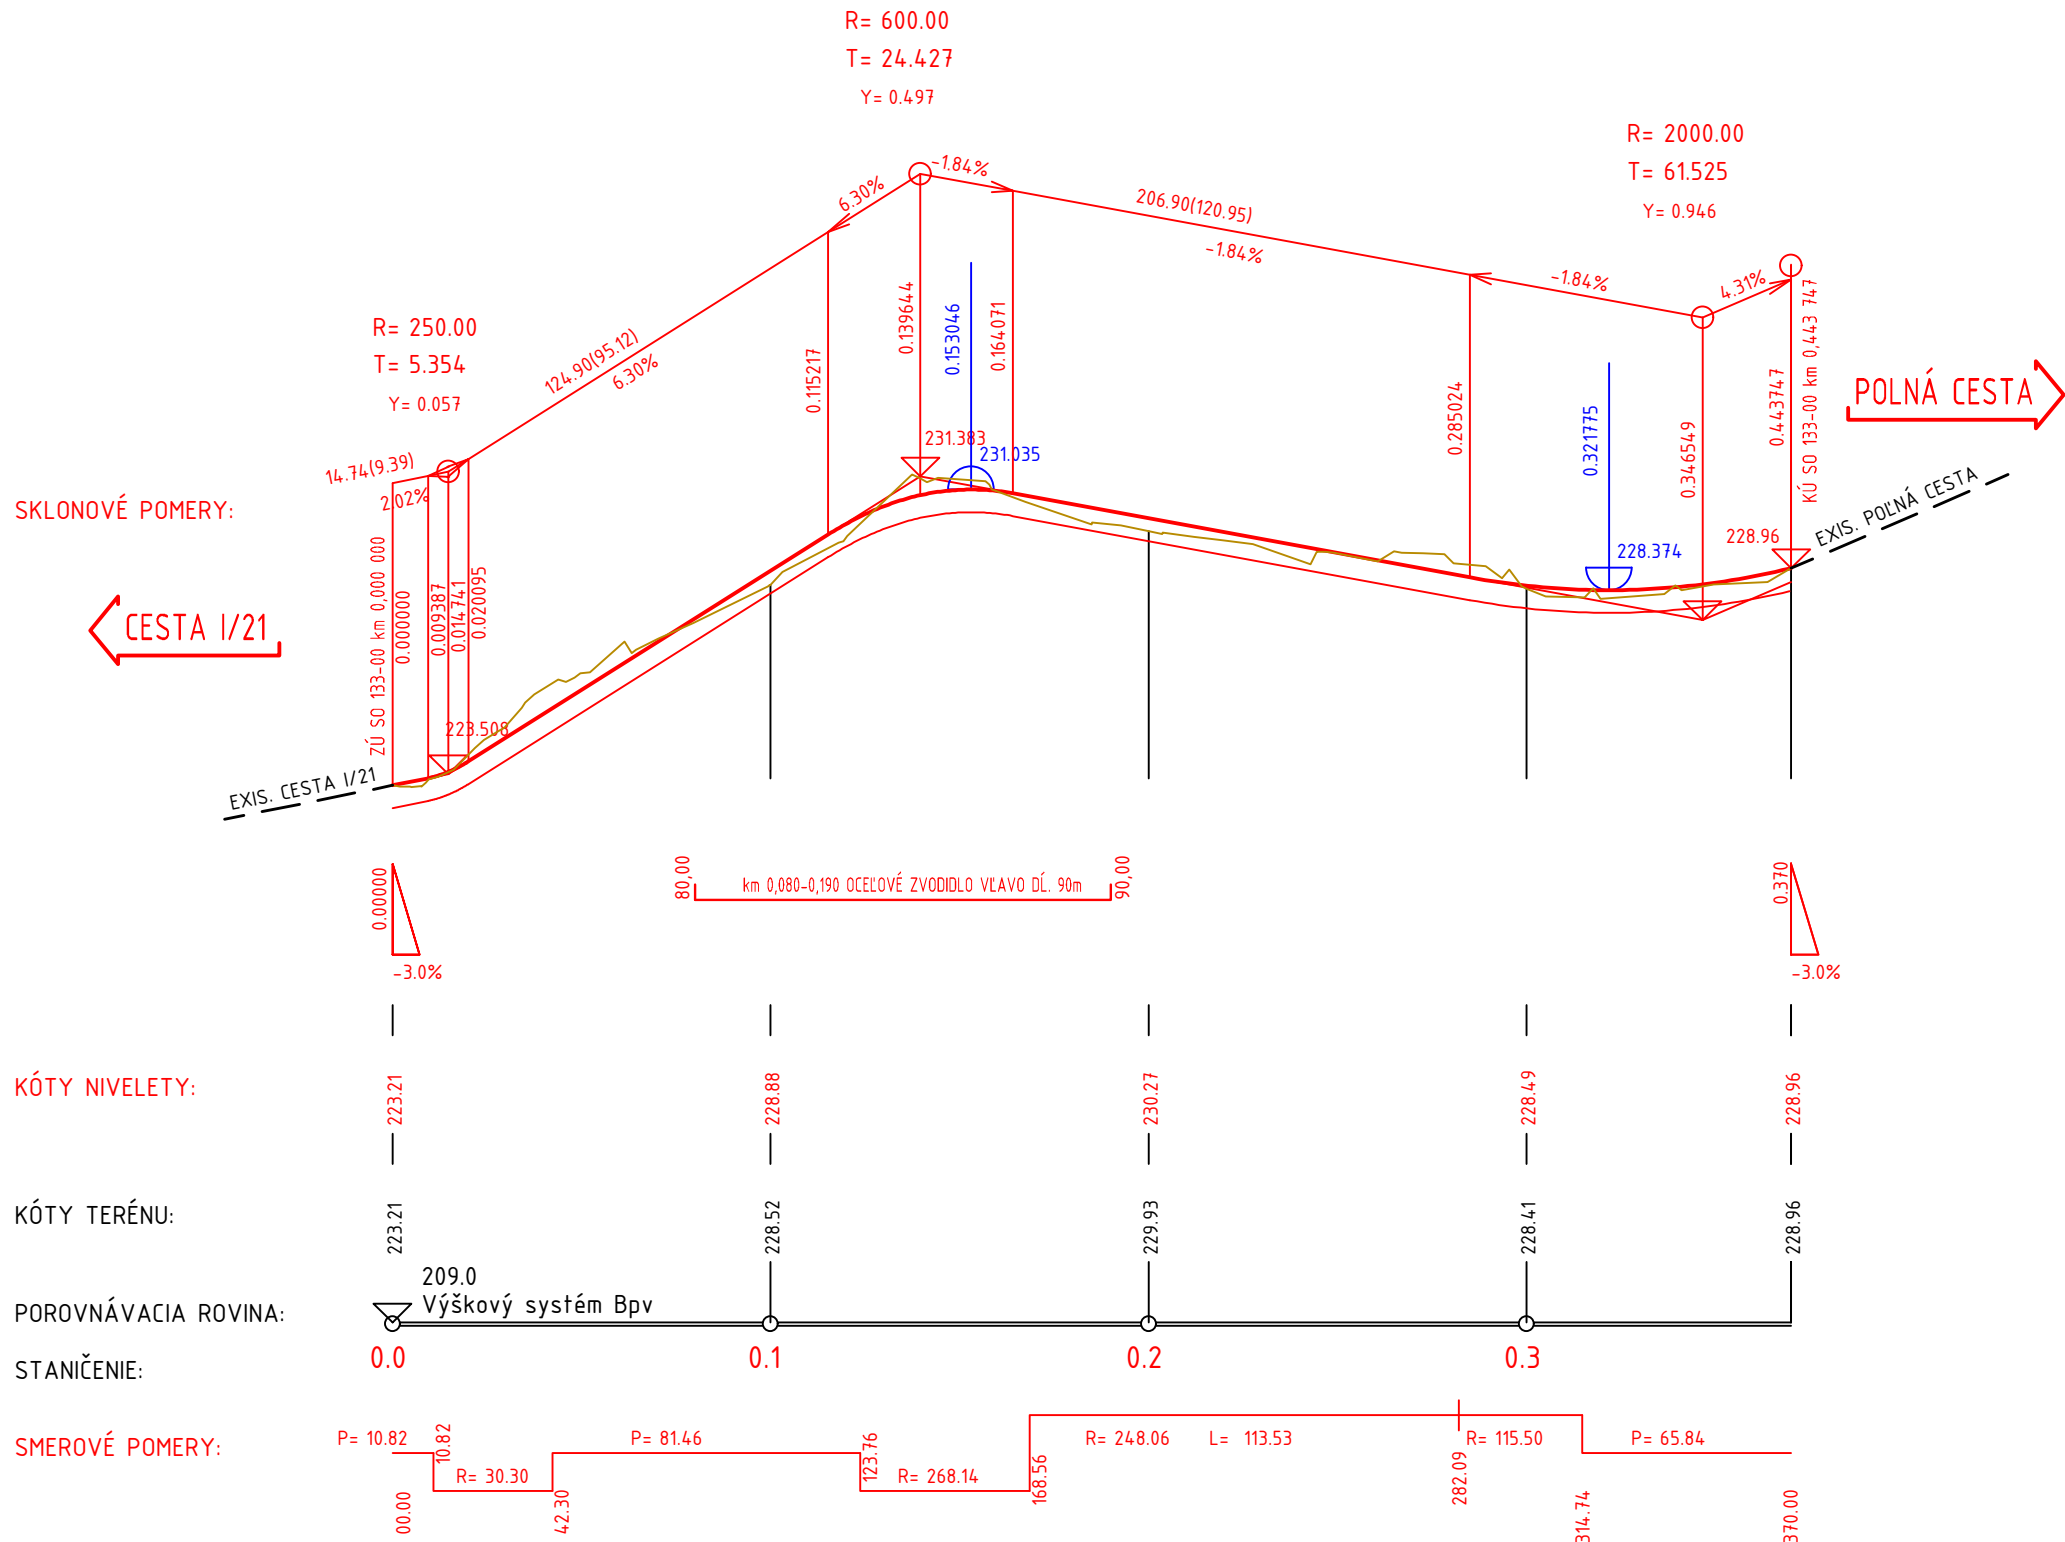 R= 600.00
T= 24.427
Y= 0.497
R= 2000.00
T= 61.525
Y= 0.946
R= 250.00
T= 5.354
Y= 0.057
6.30%
-1.84%
206.90(120.95)
-1.84%
-1.84%
4.31%
124.90(95.12)
6.30%
14.74(9.39)
2.02%
SKLONOVÉ POMERY:
ZÚ SO 133-00 km 0,000 000
0.000000
0.009387
0.014741
0.020095
223.508
0.115217
0.139644
231.383
0.153046
231.035
0.164071
0.285024
0.321775
228.374
0.346549
228.96
0.443747
KÚ SO 133-00 km 0,443 747
POLNÁ CESTA
CESTA I/21
EXIS. CESTA I/21
EXIS. POĽNÁ CESTA
0.00000
-3.0%
80,00
km 0,080-0,190 OCEĽOVÉ ZVODIDLO VĽAVO DĹ. 90m
90,00
0.370
-3.0%
KÓTY NIVELETY:
223.21
228.88
230.27
228.49
228.96
KÓTY TERÉNU:
223.21
228.52
229.93
228.41
228.96
209.0
POROVNÁVACIA ROVINA:
Výškový systém Bpv
STANIČENIE:
0.0
0.1
0.2
0.3
SMEROVÉ POMERY:
P= 10.82
10.82
R= 30.30
P= 81.46
123.76
R= 268.14
168.56
R= 248.06
L= 113.53
282.09
R= 115.50
P= 65.84
00.00
42.30
314.74
370.00